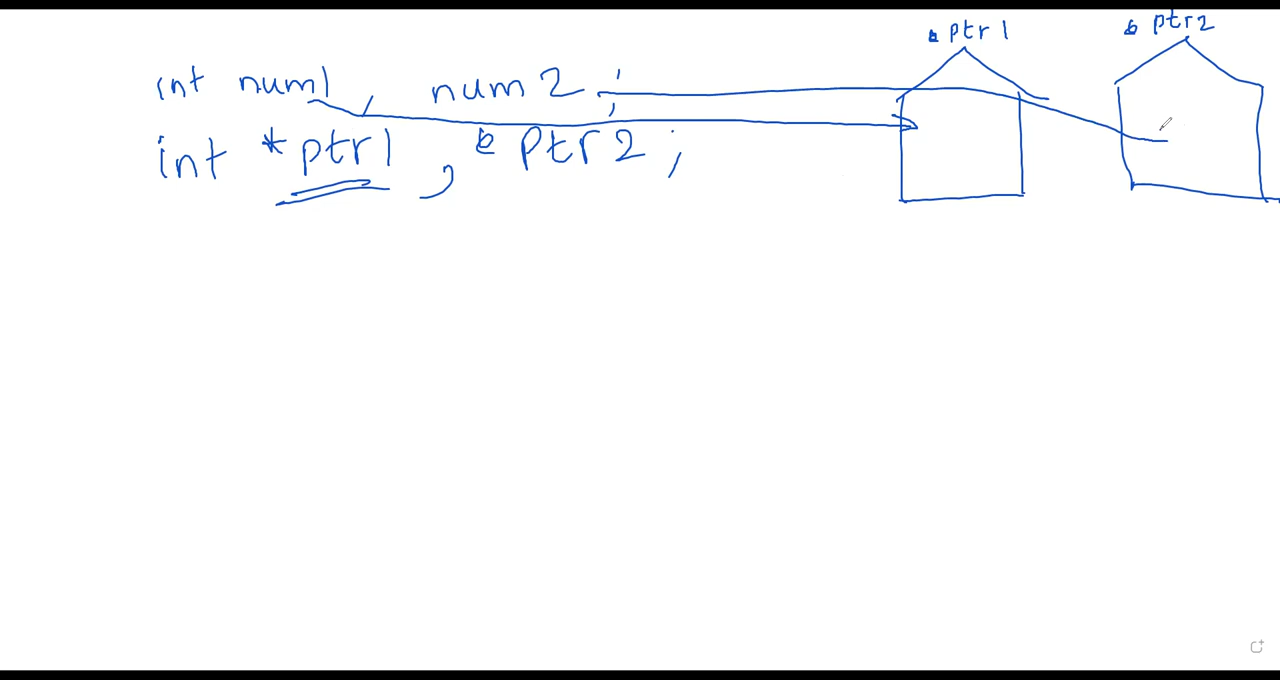 int num1, num2;
int *ptr1, *ptr2;
*ptr1
*ptr2